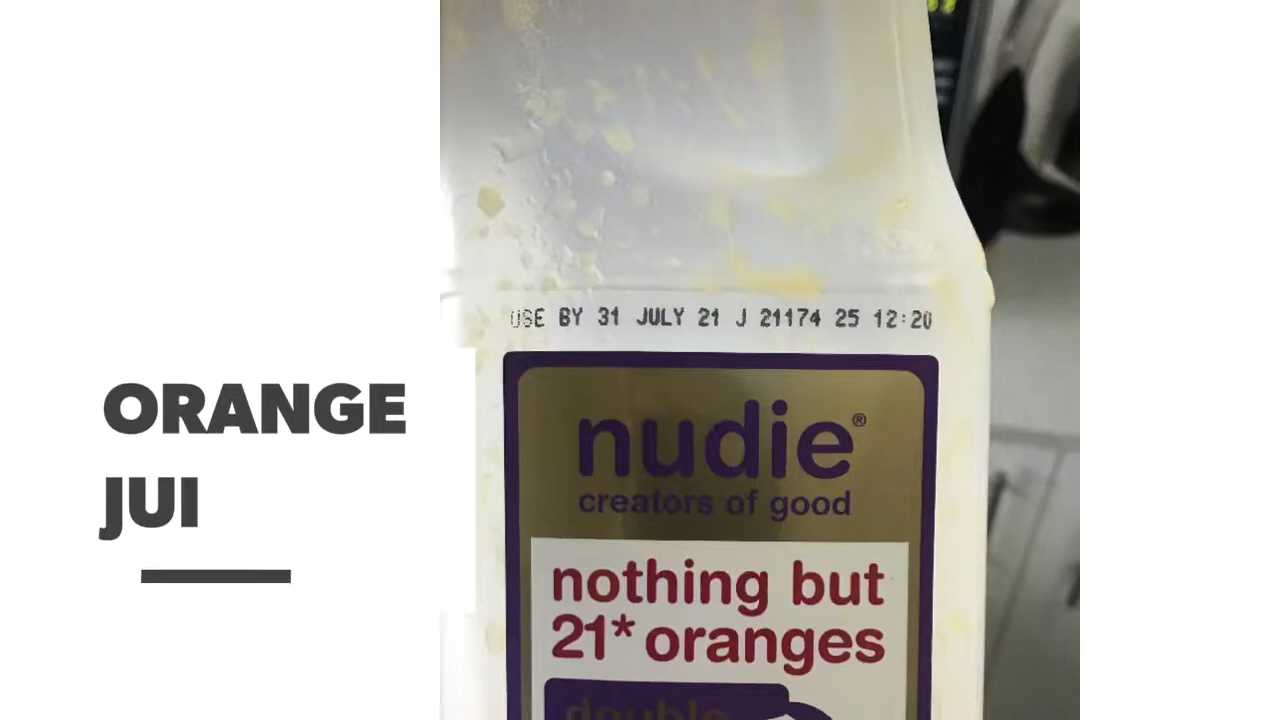 USE BY 31 JULY 21 J 21174 25 12:20
ORANGE
JUI
nudie®
creators of good
nothing but
21* oranges
double